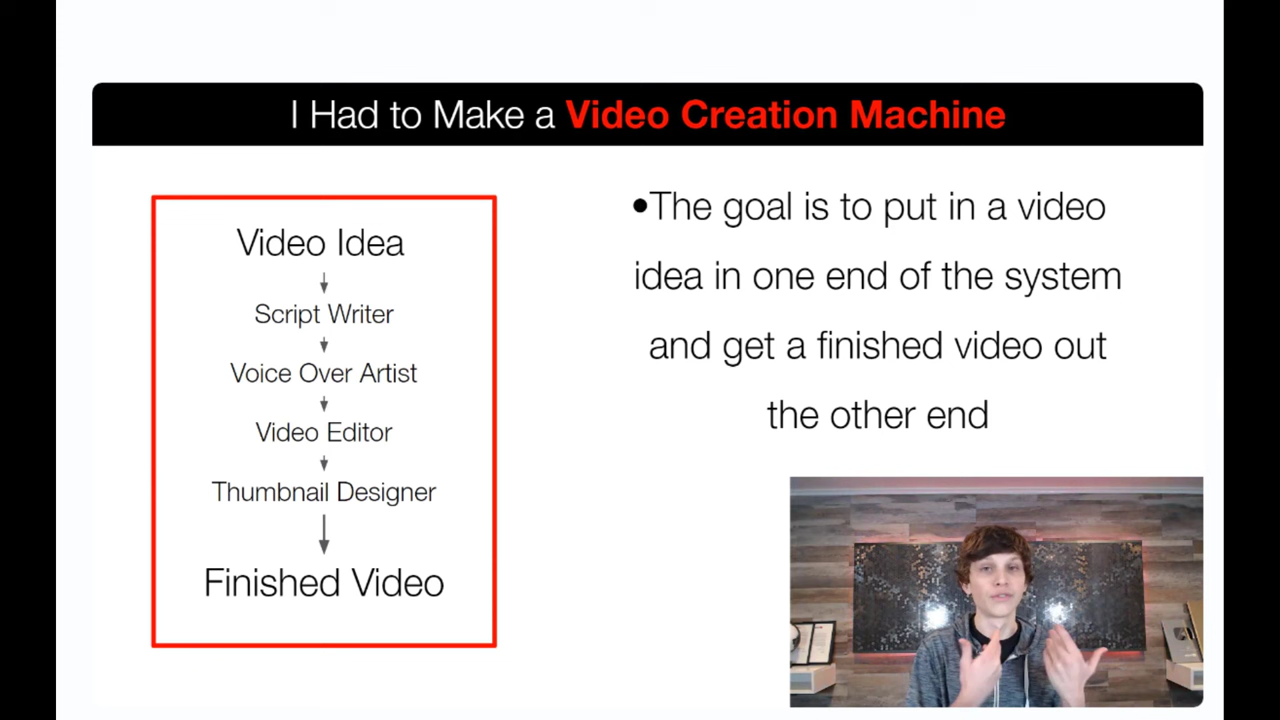 I Had to Make a Video Creation Machine
Video Idea
Script Writer
Voice Over Artist
Video Editor
Thumbnail Designer
Finished Video
•The goal is to put in a video
idea in one end of the system
and get a finished video out
the other end